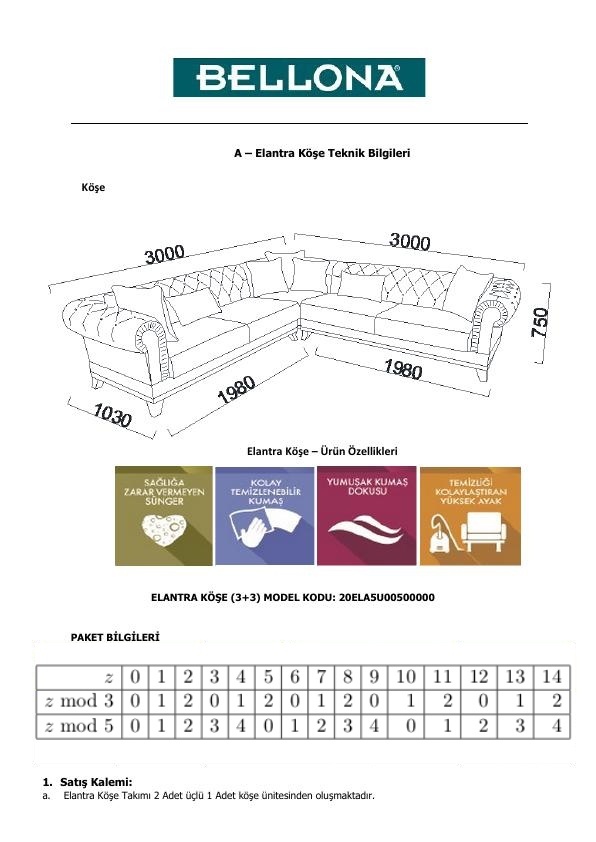 BELLONA®
A – Elantra Köşe Teknik Bilgileri
Köşe
3000
3000
750
1980
1980
1030
Elantra Köşe – Ürün Özellikleri
SAĞLIĞA
ZARAR VERMEYEN
SÜNGER
KOLAY
TEMİZLENEBİLİR
KUMAŞ
YUMUŞAK KUMAŞ
DOKUSU
TEMİZLİĞİ
KOLAYLAŞTIRAN
YÜKSEK AYAK
ELANTRA KÖŞE (3+3) MODEL KODU: 20ELA5U00500000
PAKET BİLGİLERİ
z 0 1 2 3 4 5 6 7 8 9 10 11 12 13 14
z mod 3 0 1 2 0 1 2 0 1 2 0 1 2 0 1 2
z mod 5 0 1 2 3 4 0 1 2 3 4 0 1 2 3 4
1. Satış Kalemi:
a. Elantra Köşe Takımı 2 Adet üçlü 1 Adet köşe ünitesinden oluşmaktadır.